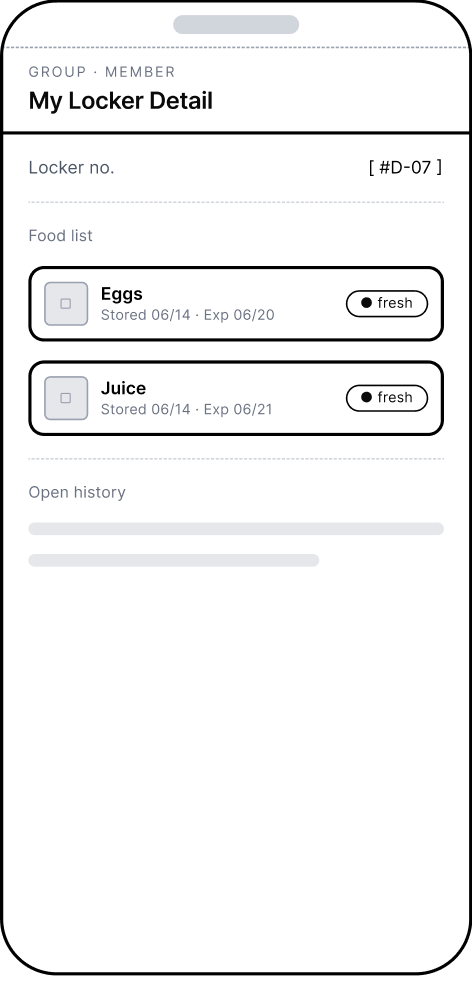 GROUP · MEMBER
My Locker Detail
Locker no. [ #D-07 ]
Food list
Eggs
Stored 06/14 · Exp 06/20
fresh
Juice
Stored 06/14 · Exp 06/21
fresh
Open history